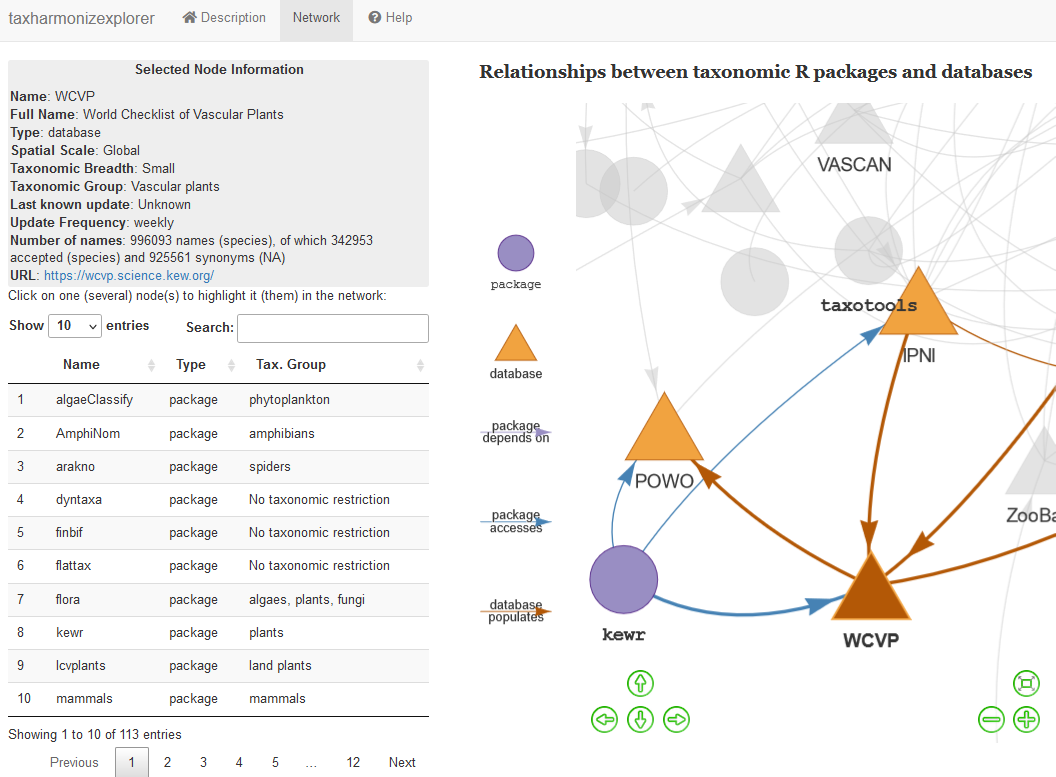 taxharmonizexplorer Description Network Help
Selected Node Information
Name: WCVP
Full Name: World Checklist of Vascular Plants
Type: database
Spatial Scale: Global
Taxonomic Breadth: Small
Taxonomic Group: Vascular plants
Last known update: Unknown
Update Frequency: weekly
Number of names: 996093 names (species), of which 342953
accepted (species) and 925561 synonyms (NA)
URL: https://wcvp.science.kew.org/
Click on one (several) node(s) to highlight it (them) in the network:
Show 10 entries Search:
Name Type Tax. Group
1 algaeClassify package phytoplankton
2 AmphiNom package amphibians
3 arakno package spiders
4 dyntaxa package No taxonomic restriction
5 finbif package No taxonomic restriction
6 flattax package No taxonomic restriction
7 flora package algaes, plants, fungi
8 kewr package plants
9 lcvplants package land plants
10 mammals package mammals
Showing 1 to 10 of 113 entries
Previous 1 2 3 4 5 ... 12 Next
Relationships between taxonomic R packages and databases
package
database
package
depends on
package
accesses
database
populates
VASCAN
taxotools
IPNI
POWO
ZooBa
kewr
WCVP